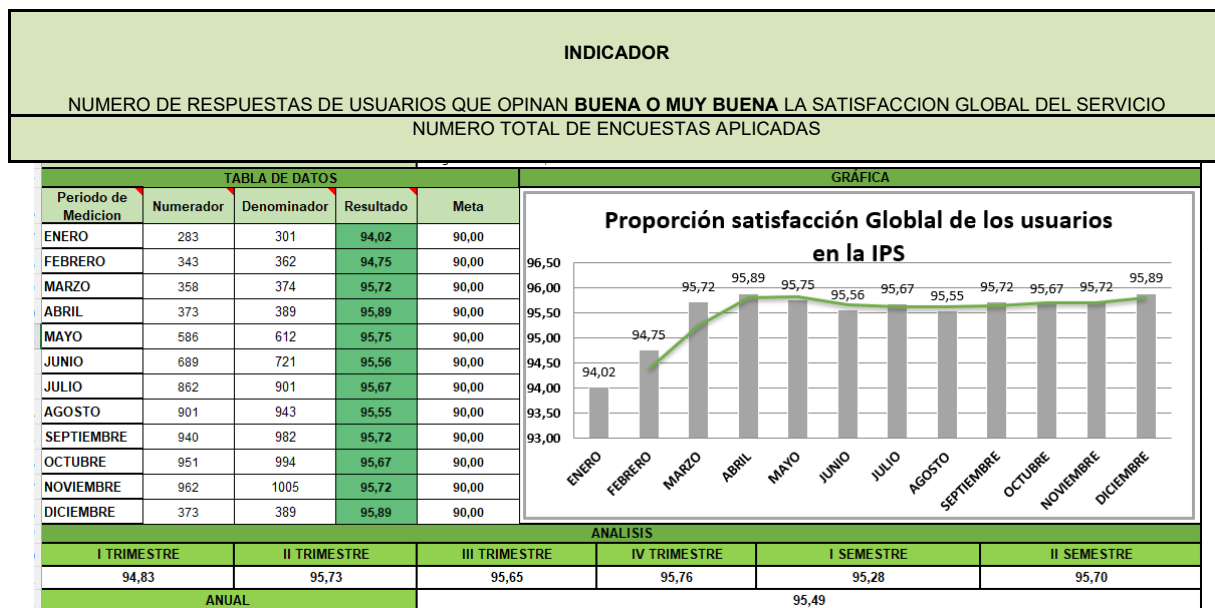 INDICADOR
NUMERO DE RESPUESTAS DE USUARIOS QUE OPINAN BUENA O MUY BUENA LA SATISFACCION GLOBAL DEL SERVICIO
NUMERO TOTAL DE ENCUESTAS APLICADAS
TABLA DE DATOS
Periodo de Medicion Numerador Denominador Resultado Meta
ENERO 283 301 94,02 90,00
FEBRERO 343 362 94,75 90,00
MARZO 358 374 95,72 90,00
ABRIL 373 389 95,89 90,00
MAYO 586 612 95,75 90,00
JUNIO 689 721 95,56 90,00
JULIO 862 901 95,67 90,00
AGOSTO 901 943 95,55 90,00
SEPTIEMBRE 940 982 95,72 90,00
OCTUBRE 951 994 95,67 90,00
NOVIEMBRE 962 1005 95,72 90,00
DICIEMBRE 373 389 95,89 90,00
GRÁFICA
Proporción satisfacción Globlal de los usuarios
en la IPS
96,50
96,00
95,50
95,00
94,50
94,00
93,50
93,00
94,02 94,75 95,72 95,89 95,75 95,56 95,67 95,55 95,72 95,67 95,72 95,89
ENERO FEBRERO MARZO ABRIL MAYO JUNIO JULIO AGOSTO SEPTIEMBRE OCTUBRE NOVIEMBRE DICIEMBRE
ANALISIS
I TRIMESTRE II TRIMESTRE III TRIMESTRE IV TRIMESTRE I SEMESTRE II SEMESTRE
94,83 95,73 95,65 95,76 95,28 95,70
ANUAL 95,49